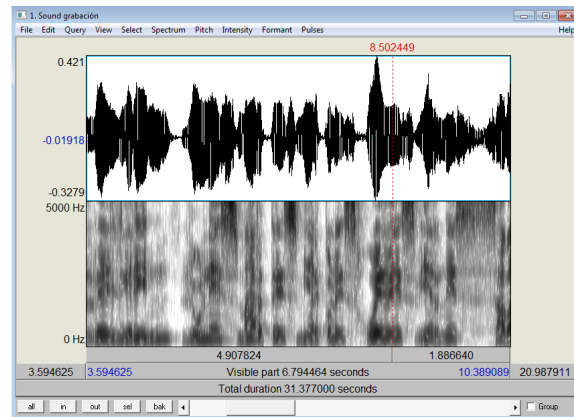 1. Sound grabación
File Edit Query View Select Spectrum Pitch Intensity Formant Pulses Help
8.502449
0.421
-0.01918
-0.3279
5000 Hz
0 Hz
4.907824 1.886640
3.594625 3.594625 Visible part 6.794464 seconds 10.389089 20.987911
Total duration 31.377000 seconds
all in out sel bak Group